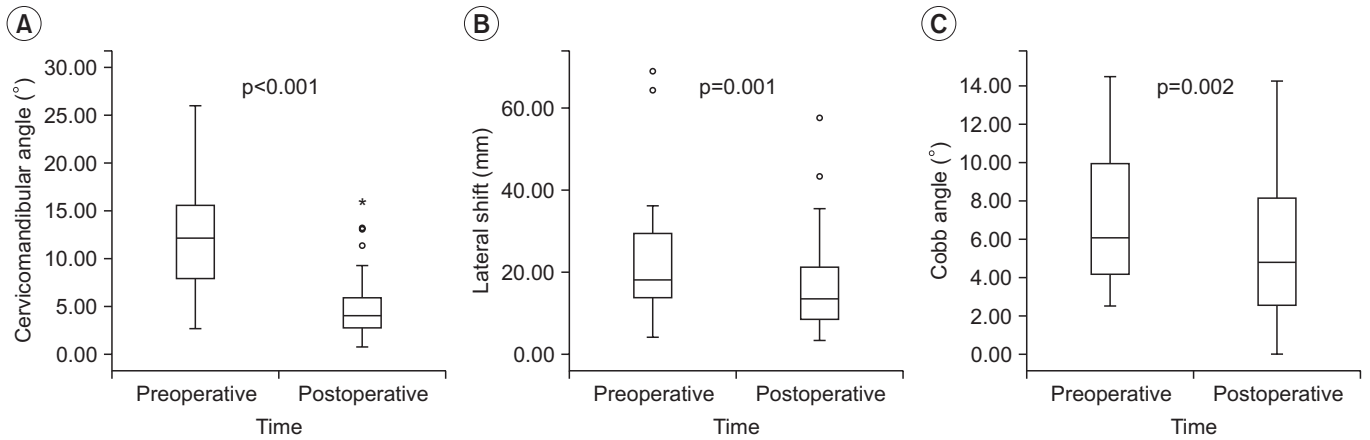 A
Cervicomandibular angle (°)
30.00
25.00
20.00
15.00
10.00
5.00
0.00
p<0.001
*
Preoperative
Postoperative
Time
B
Lateral shift (mm)
60.00
40.00
20.00
0.00
p=0.001
Preoperative
Postoperative
Time
C
Cobb angle (°)
14.00
12.00
10.00
8.00
6.00
4.00
2.00
0.00
p=0.002
Preoperative
Postoperative
Time